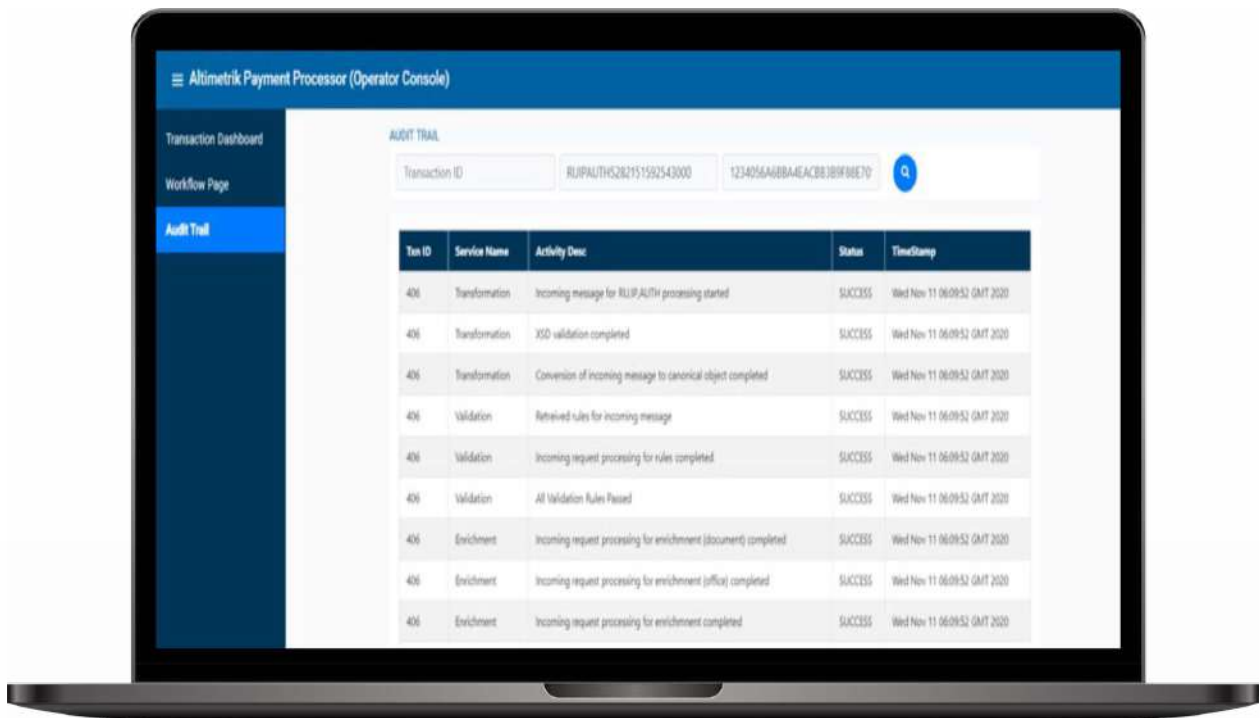 Altimetrik Payment Processor (Operator Console)
Transaction Dashboard
Workflow Page
Audit Trail
AUDIT TRAIL
Transaction ID
Txn ID Service Name Activity Desc Status TimeStamp
406 Transformation Incoming message for processing started SUCCESS Wed Nov 11 06:09:52 GMT 2020
406 Transformation XSD validation completed SUCCESS Wed Nov 11 06:09:52 GMT 2020
406 Transformation Conversion of incoming message to canonical object completed SUCCESS Wed Nov 11 06:09:52 GMT 2020
406 Validation Retreived rules for incoming message SUCCESS Wed Nov 11 06:09:52 GMT 2020
406 Validation Incoming request processing for rules completed SUCCESS Wed Nov 11 06:09:52 GMT 2020
406 Validation All Validation Rules Passed SUCCESS Wed Nov 11 06:09:52 GMT 2020
406 Enrichment Incoming request processing for enrichmnent (document) completed SUCCESS Wed Nov 11 06:09:52 GMT 2020
406 Enrichment Incoming request processing for enrichmnent (office) completed SUCCESS Wed Nov 11 06:09:52 GMT 2020
406 Enrichment Incoming request processing for enrichmnent completed SUCCESS Wed Nov 11 06:09:52 GMT 2020